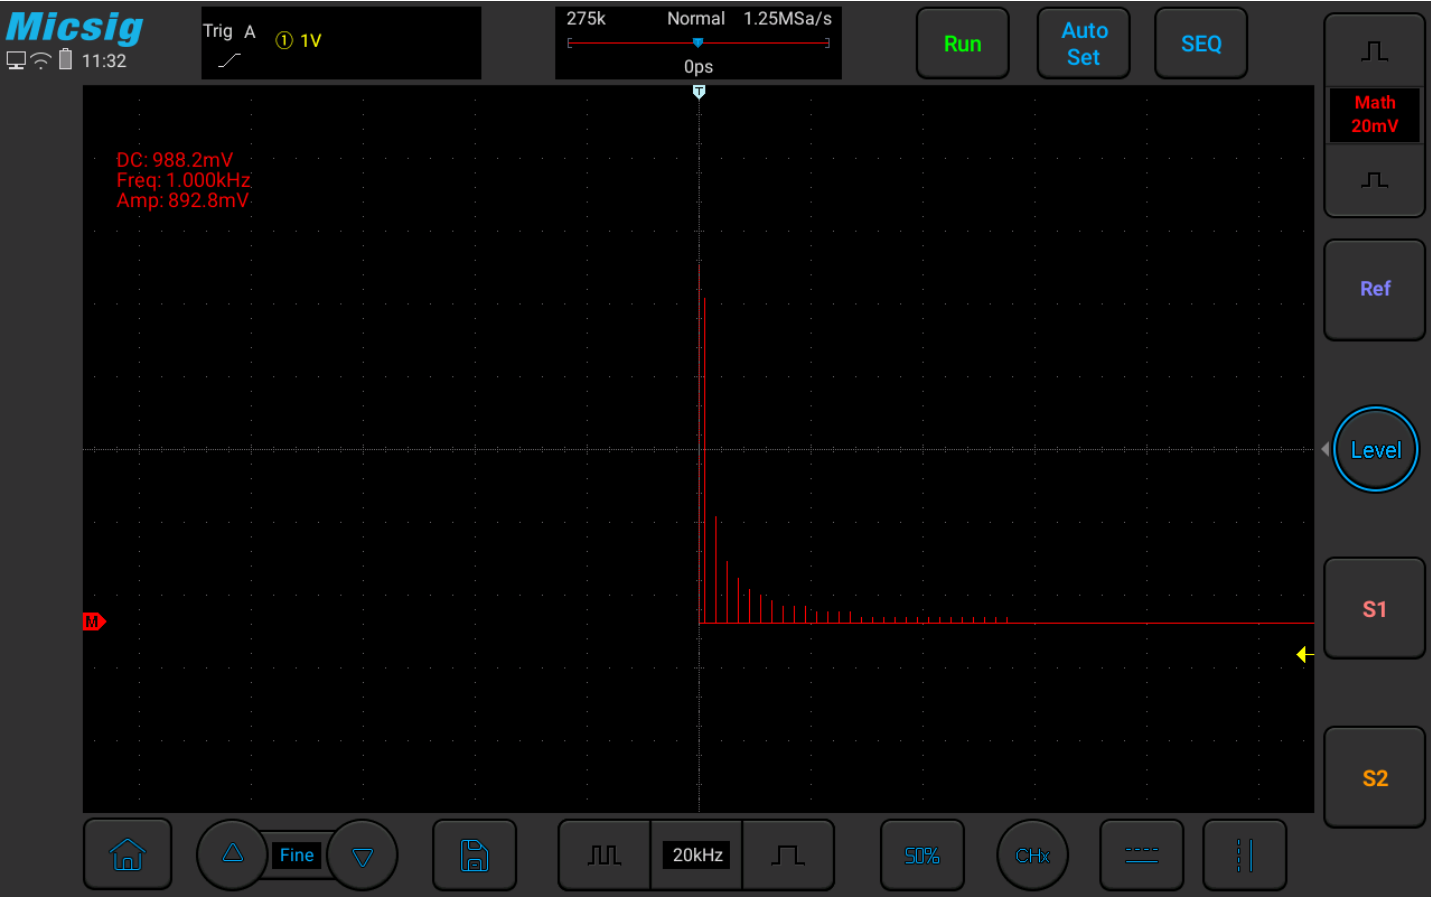 Micsig
11:32
Trig A ① 1V
275k Normal 1.25MSa/s
0ps
Run
Auto
Set
SEQ
Math
20mV
T
DC: 988.2mV
Freq: 1.000kHz
Amp: 892.8mV
Ref
Level
M
S1
S2
Fine
20kHz
50%
CHx